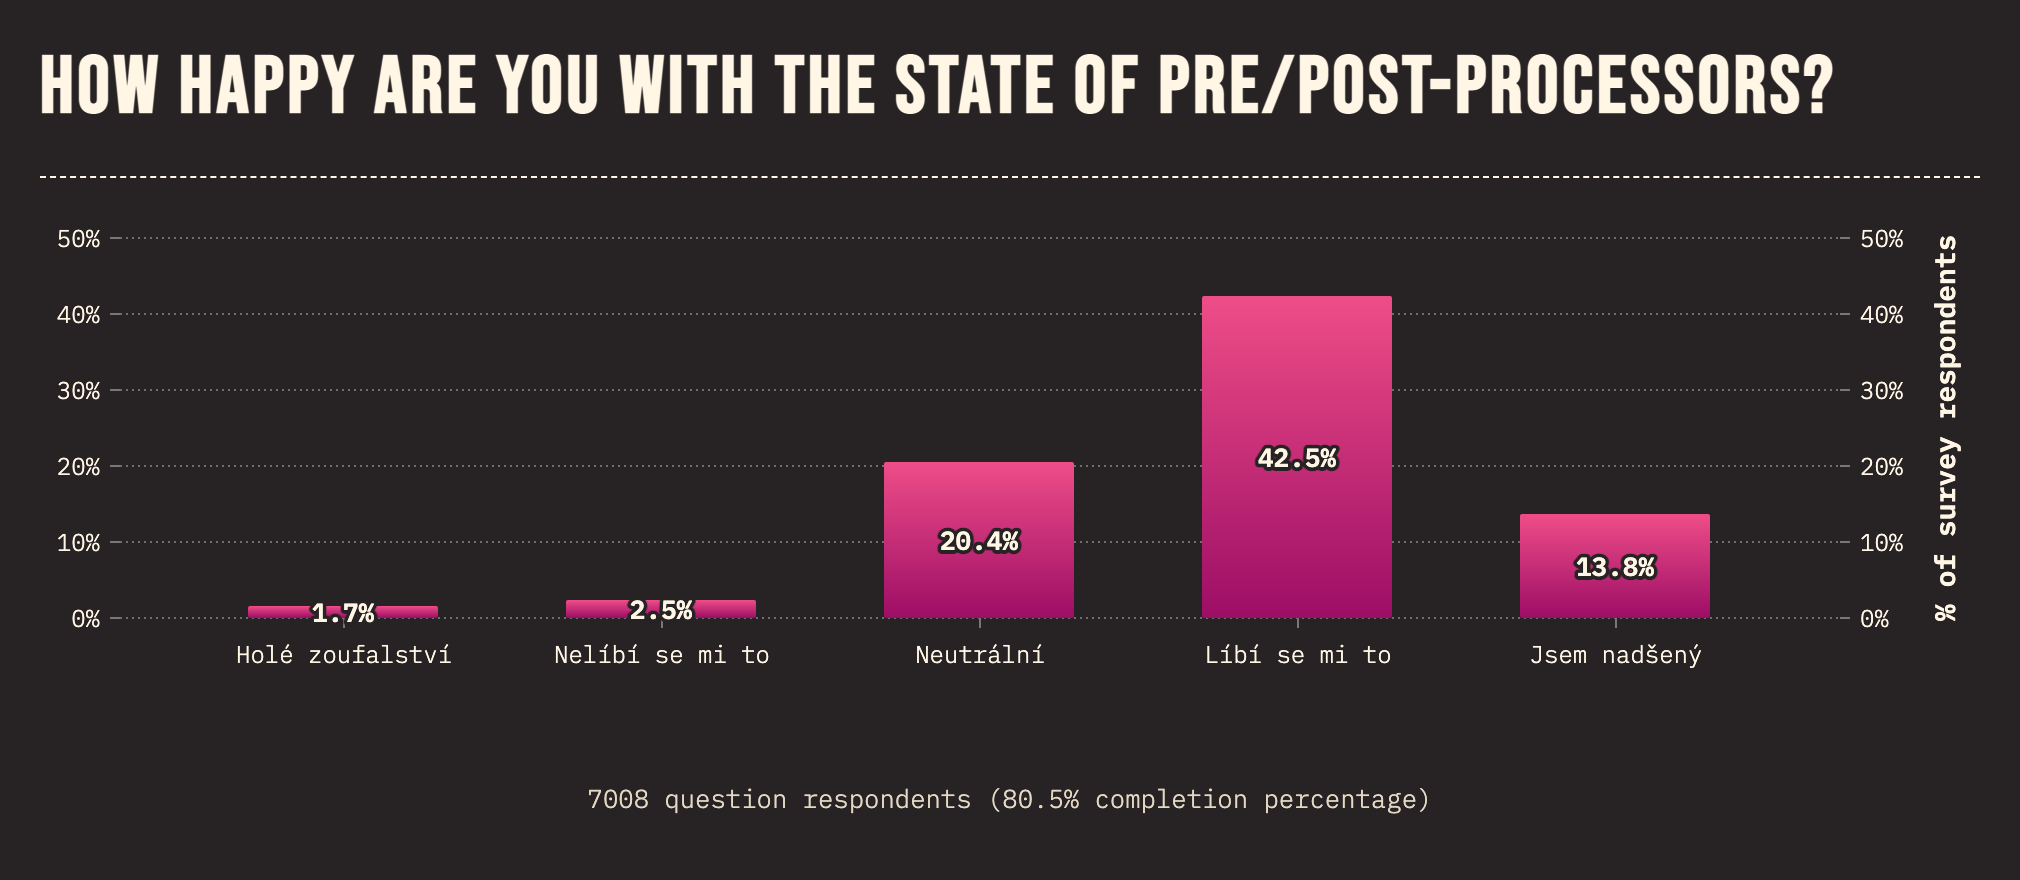 HOW HAPPY ARE YOU WITH THE STATE OF PRE/POST-PROCESSORS?
50%
40%
30%
20%
10%
0%
50%
40%
30%
20%
10%
0%
% of survey respondents
1.7%
2.5%
20.4%
42.5%
13.8%
Holé zoufalství
Nelíbí se mi to
Neutrální
Líbí se mi to
Jsem nadšený
7008 question respondents (80.5% completion percentage)